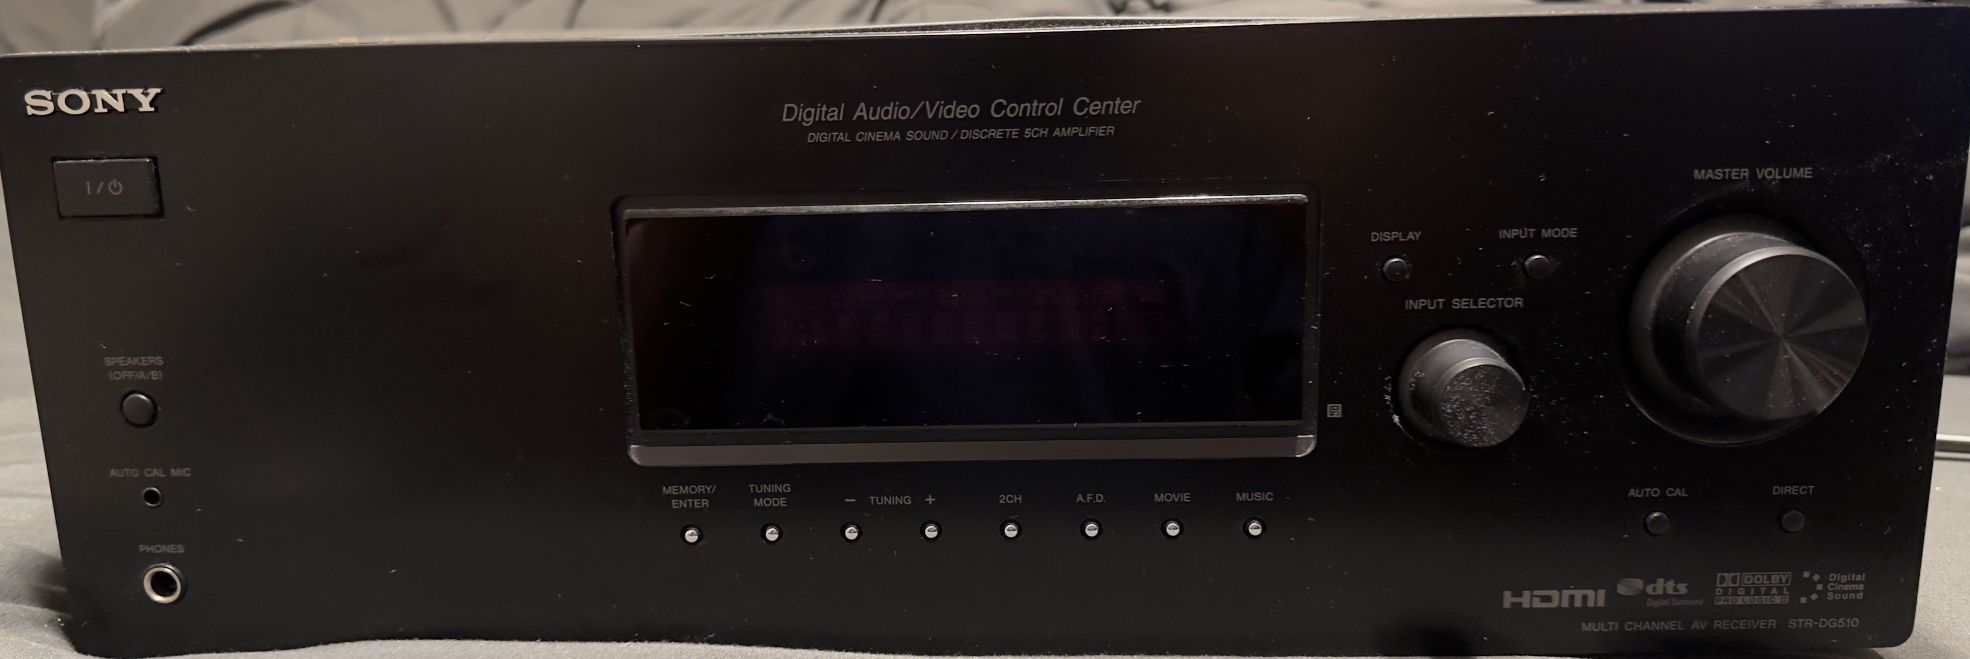 SONY
Digital Audio/Video Control Center
DIGITAL CINEMA SOUND / DISCRETE 5CH AMPLIFIER
I / ⏻
MASTER VOLUME
DISPLAY
INPUT MODE
INPUT SELECTOR
SPEAKERS
(OFF/A/B)
AUTO CAL MIC
PHONES
MEMORY/
ENTER
TUNING
MODE
− TUNING +
2CH
A.F.D.
MOVIE
MUSIC
AUTO CAL
DIRECT
HDMI
dts
Digital Surround
DOLBY
DIGITAL
PRO LOGIC II
Digital
Cinema
Sound
MULTI CHANNEL AV RECEIVER STR-DG510